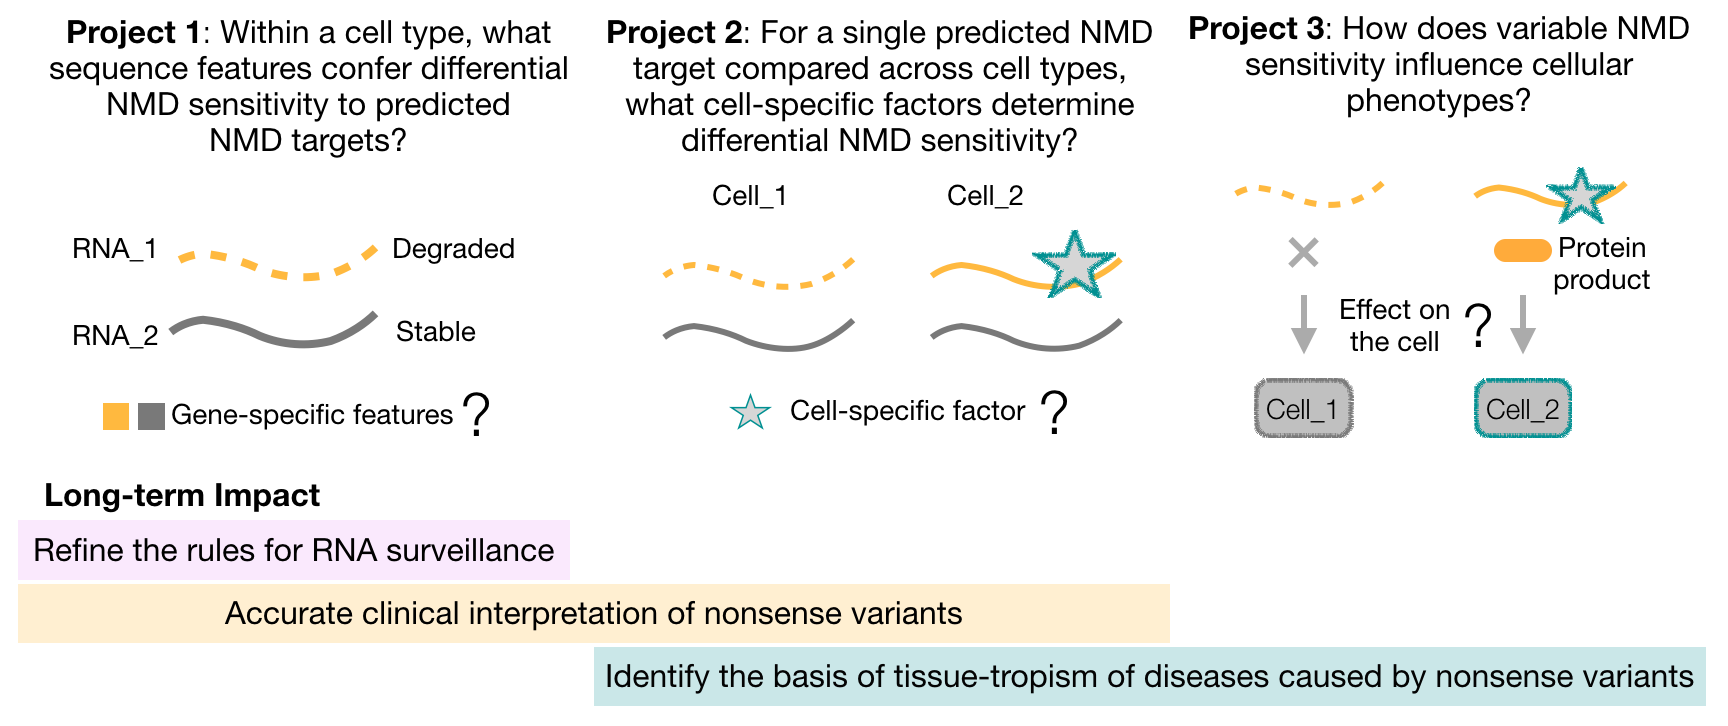 Project 1: Within a cell type, what
sequence features confer differential
NMD sensitivity to predicted
NMD targets?
RNA_1
Degraded
RNA_2
Stable
Gene-specific features ?
Project 2: For a single predicted NMD
target compared across cell types,
what cell-specific factors determine
differential NMD sensitivity?
Cell_1
Cell_2
Cell-specific factor ?
Project 3: How does variable NMD
sensitivity influence cellular
phenotypes?
Protein
product
Effect on
the cell ?
Cell_1
Cell_2
Long-term Impact
Refine the rules for RNA surveillance
Accurate clinical interpretation of nonsense variants
Identify the basis of tissue-tropism of diseases caused by nonsense variants